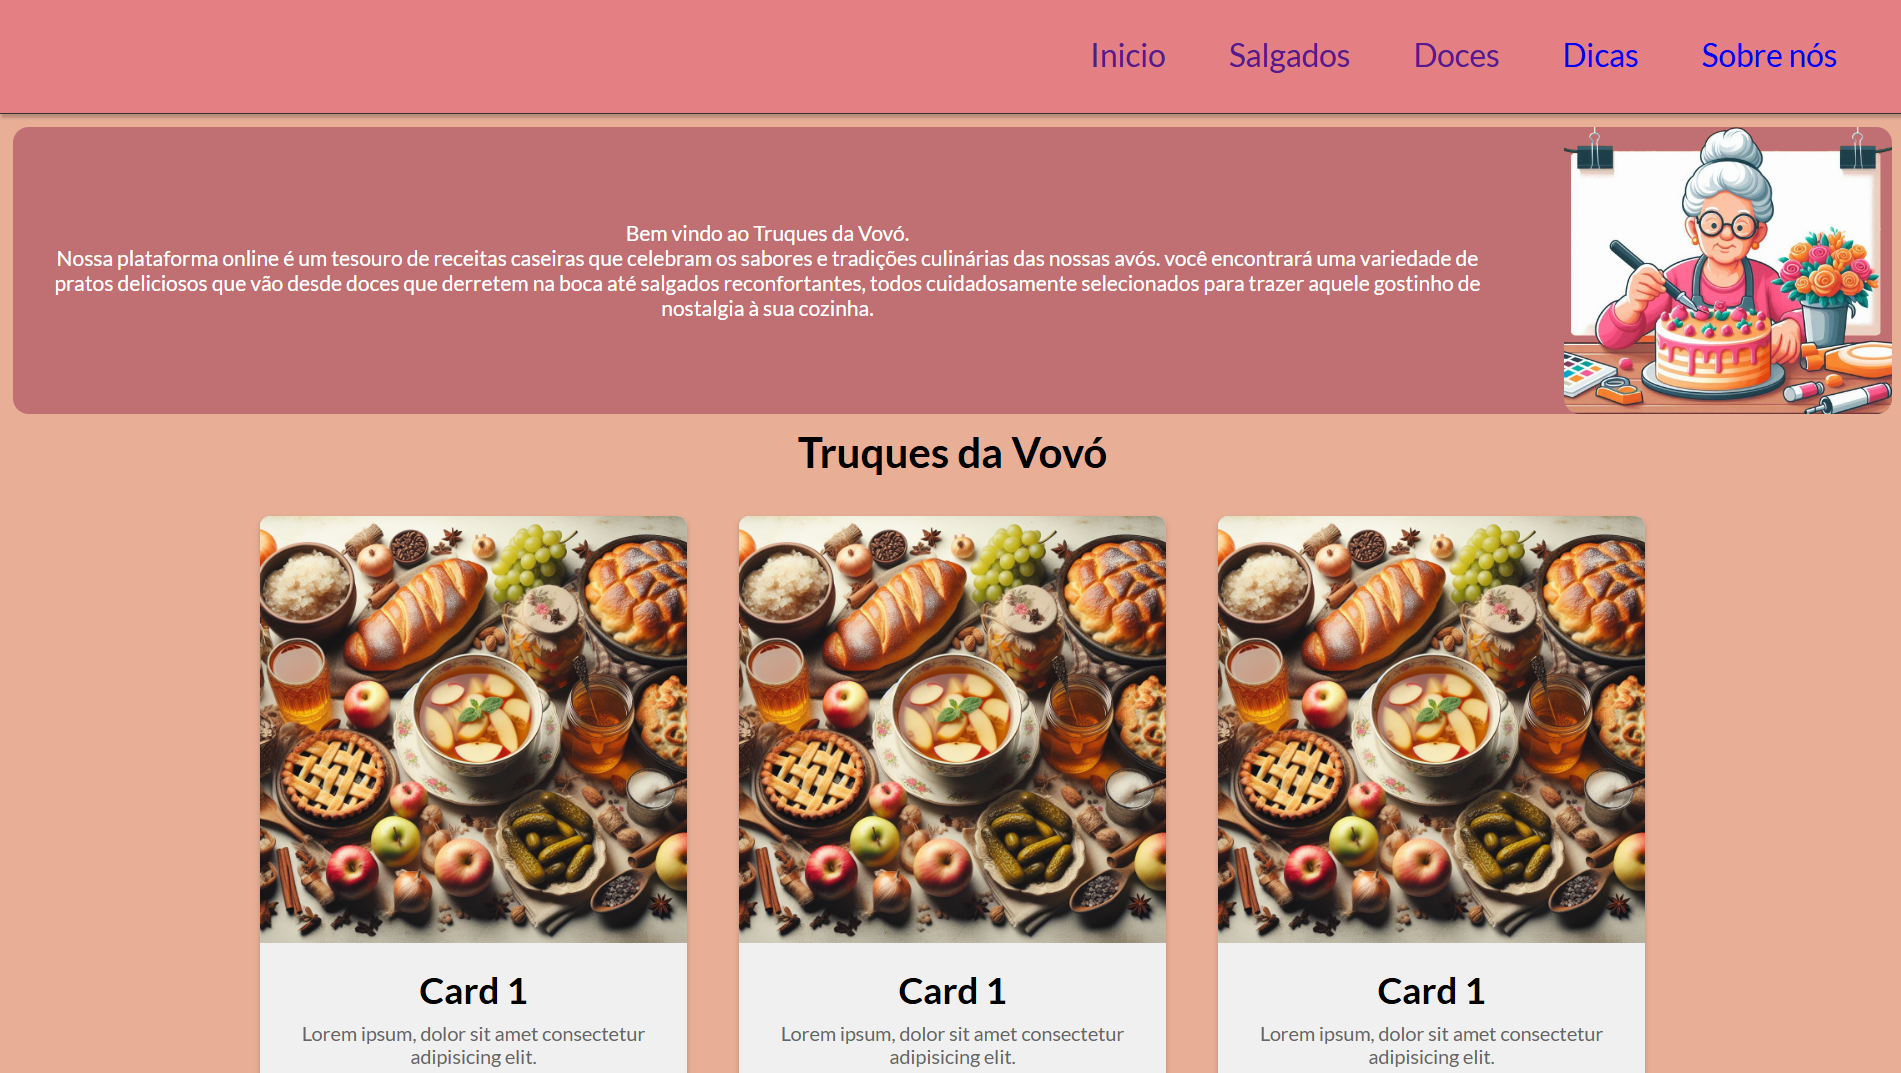 Inicio Salgados Doces Dicas Sobre nós
Bem vindo ao Truques da Vovó.
Nossa plataforma online é um tesouro de receitas caseiras que celebram os sabores e tradições culinárias das nossas avós. você encontrará uma variedade de
pratos deliciosos que vão desde doces que derretem na boca até salgados reconfortantes, todos cuidadosamente selecionados para trazer aquele gostinho de
nostalgia à sua cozinha.
Truques da Vovó
Card 1
Lorem ipsum, dolor sit amet consectetur
adipisicing elit.
Card 1
Lorem ipsum, dolor sit amet consectetur
adipisicing elit.
Card 1
Lorem ipsum, dolor sit amet consectetur
adipisicing elit.